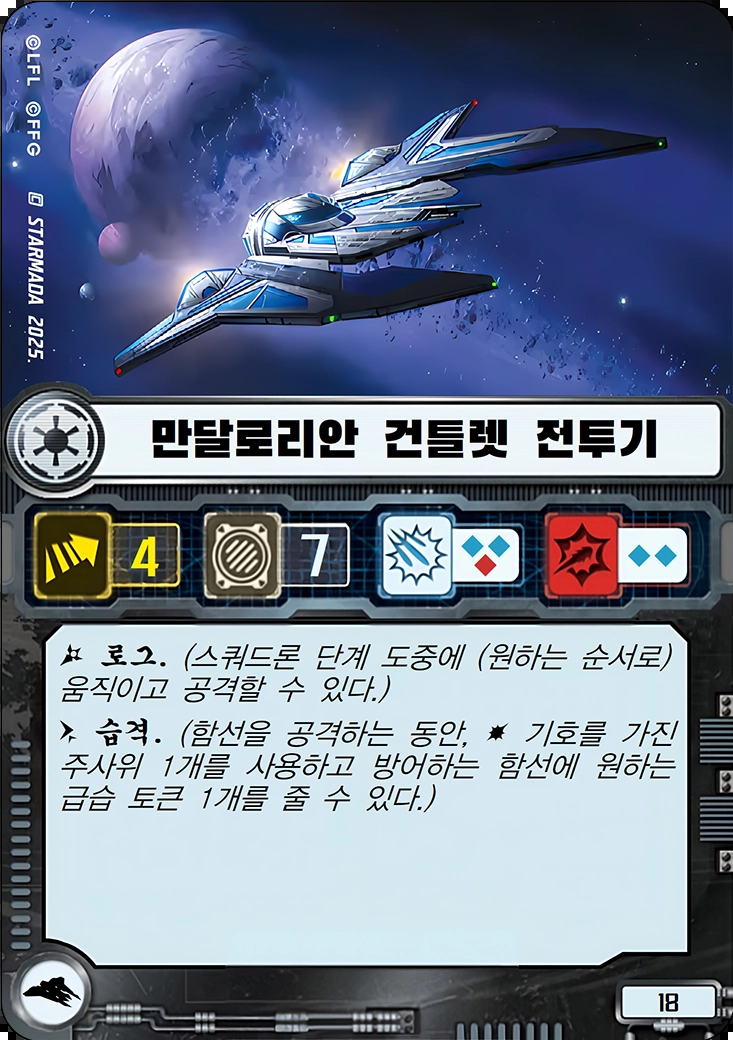 ©LFL ©FFG
STARMADA 2025.
만달로리안 건틀렛 전투기
4
7
로그. (스쿼드론 단계 도중에 (원하는 순서로)
움직이고 공격할 수 있다.)
습격. (함선을 공격하는 동안, 기호를 가진
주사위 1개를 사용하고 방어하는 함선에 원하는
급습 토큰 1개를 줄 수 있다.)
18